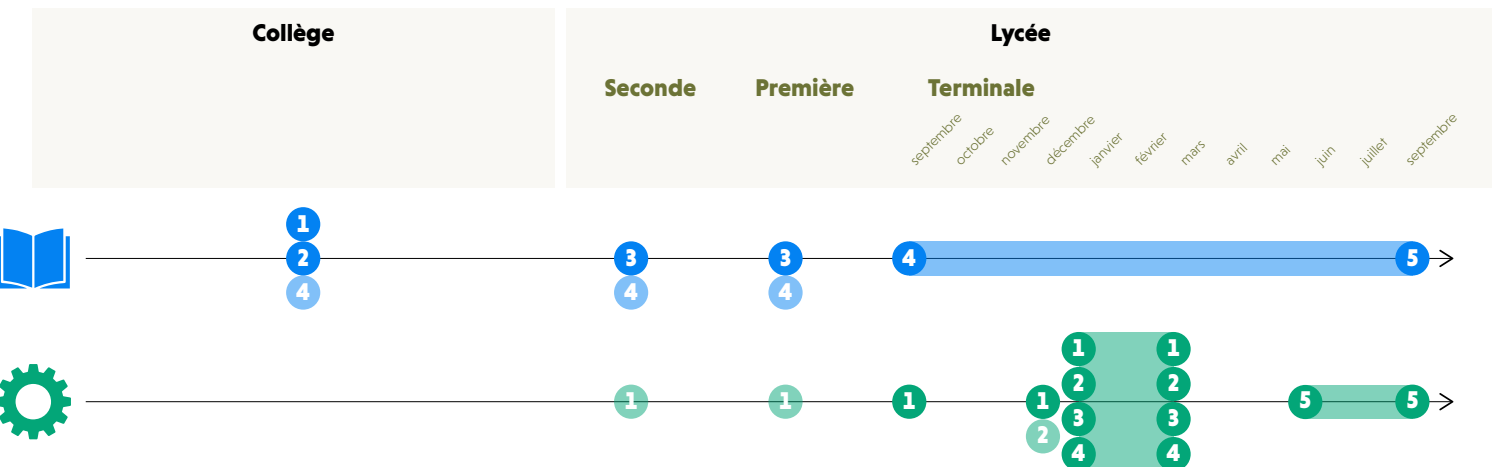 Collège
Lycée
Seconde Première Terminale
septembre octobre novembre décembre janvier février mars avril mai juin juillet septembre
1
2 3 3 4 5
4 4 4
1 1
2 2
1 1 1 1 5 5
2 3 3
4 4